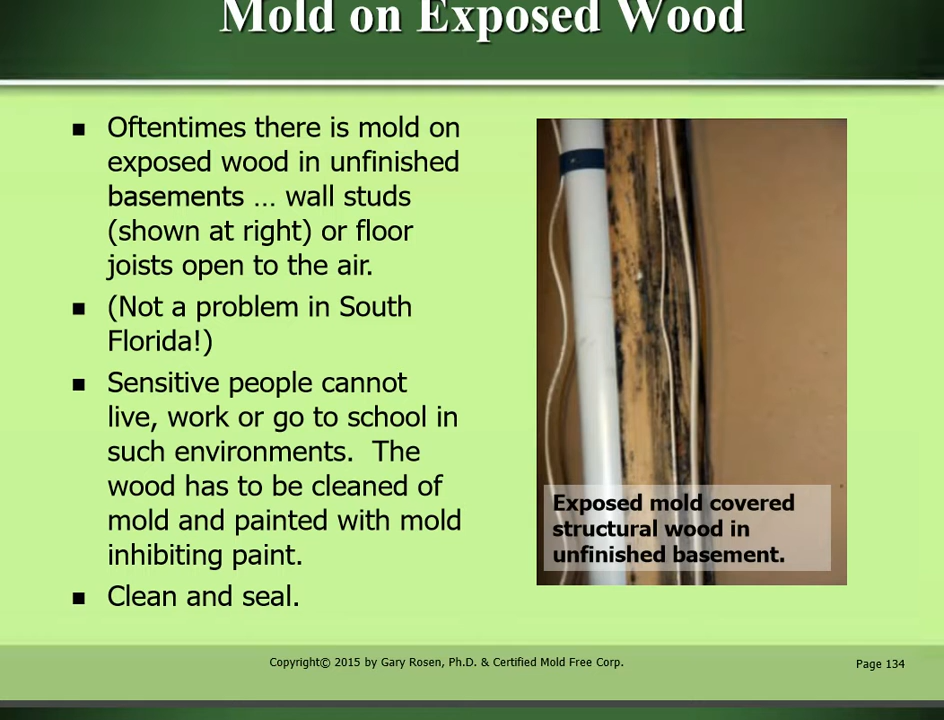 Mold on Exposed Wood
■ Oftentimes there is mold on
exposed wood in unfinished
basements … wall studs
(shown at right) or floor
joists open to the air.
■ (Not a problem in South
Florida!)
■ Sensitive people cannot
live, work or go to school in
such environments.  The
wood has to be cleaned of
mold and painted with mold
inhibiting paint.
■ Clean and seal.
Exposed mold covered
structural wood in
unfinished basement.
Copyright© 2015 by Gary Rosen, Ph.D. & Certified Mold Free Corp.
Page 134